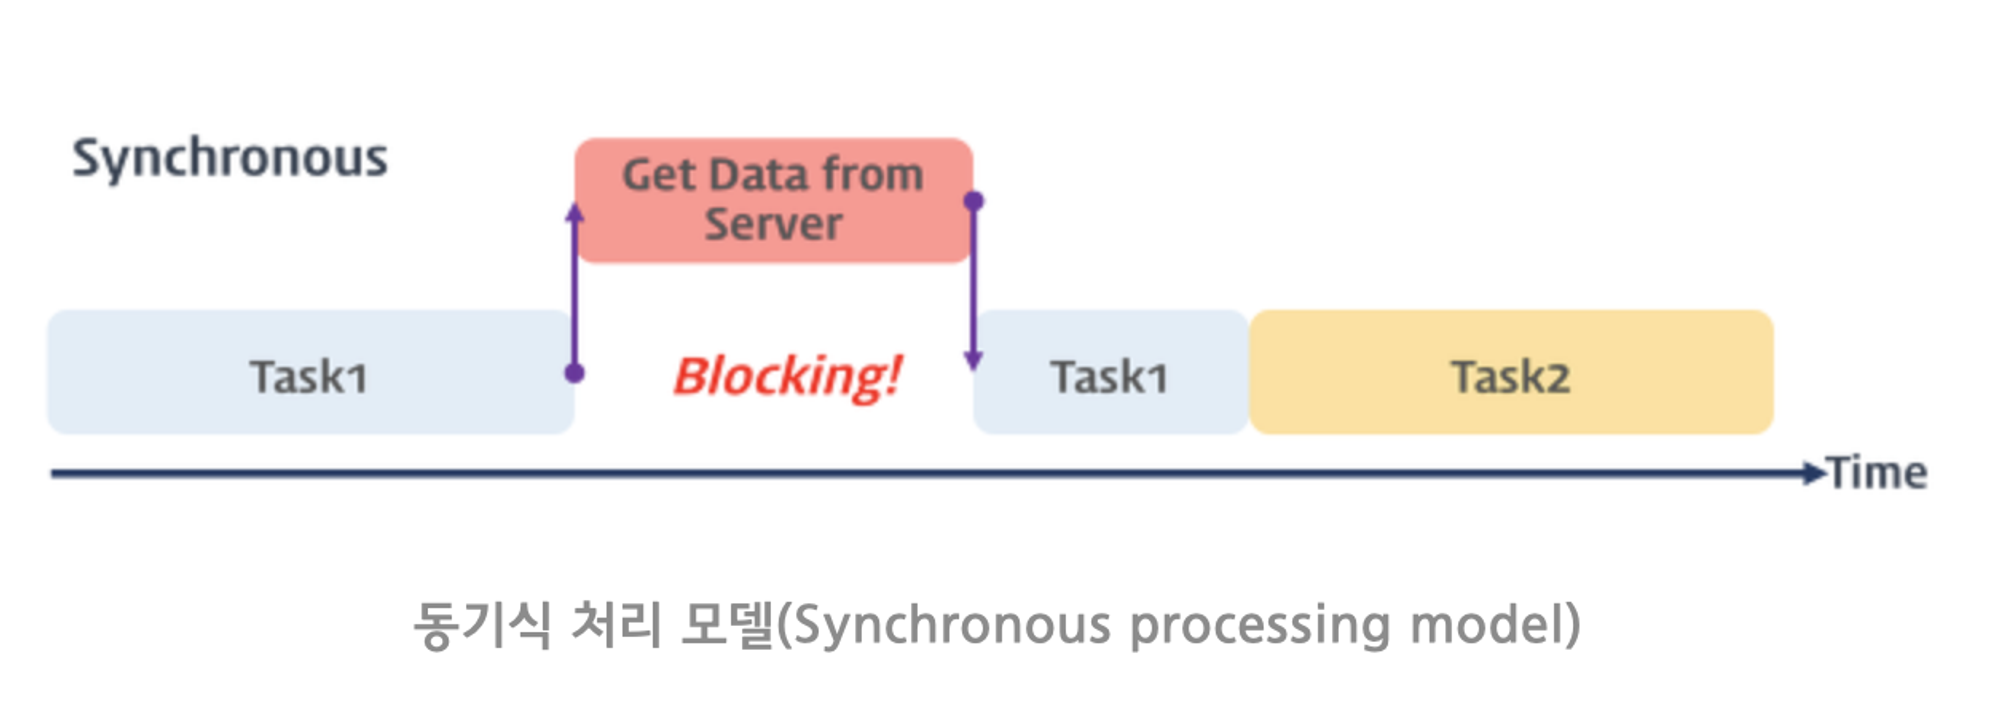 Synchronous
Get Data from
Server
Task1
Blocking!
Task1
Task2
Time
동기식 처리 모델(Synchronous processing model)